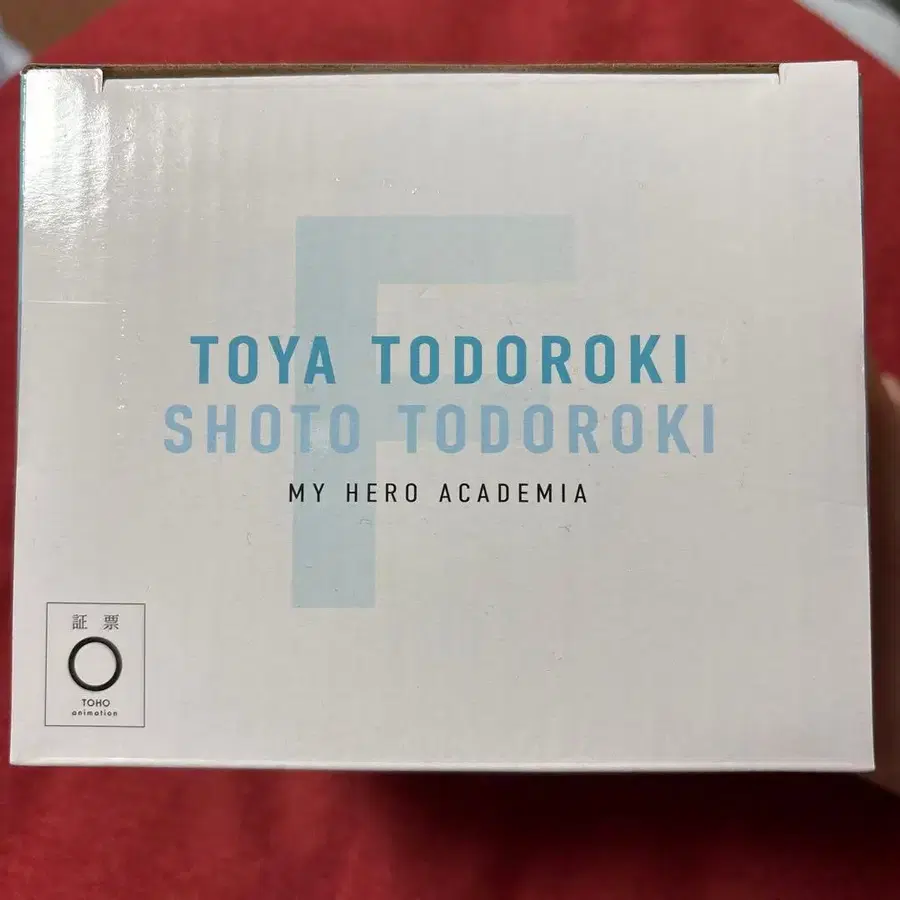 F
TOYA TODOROKI
SHOTO TODOROKI
MY HERO ACADEMIA
証 票
TOHO
animation